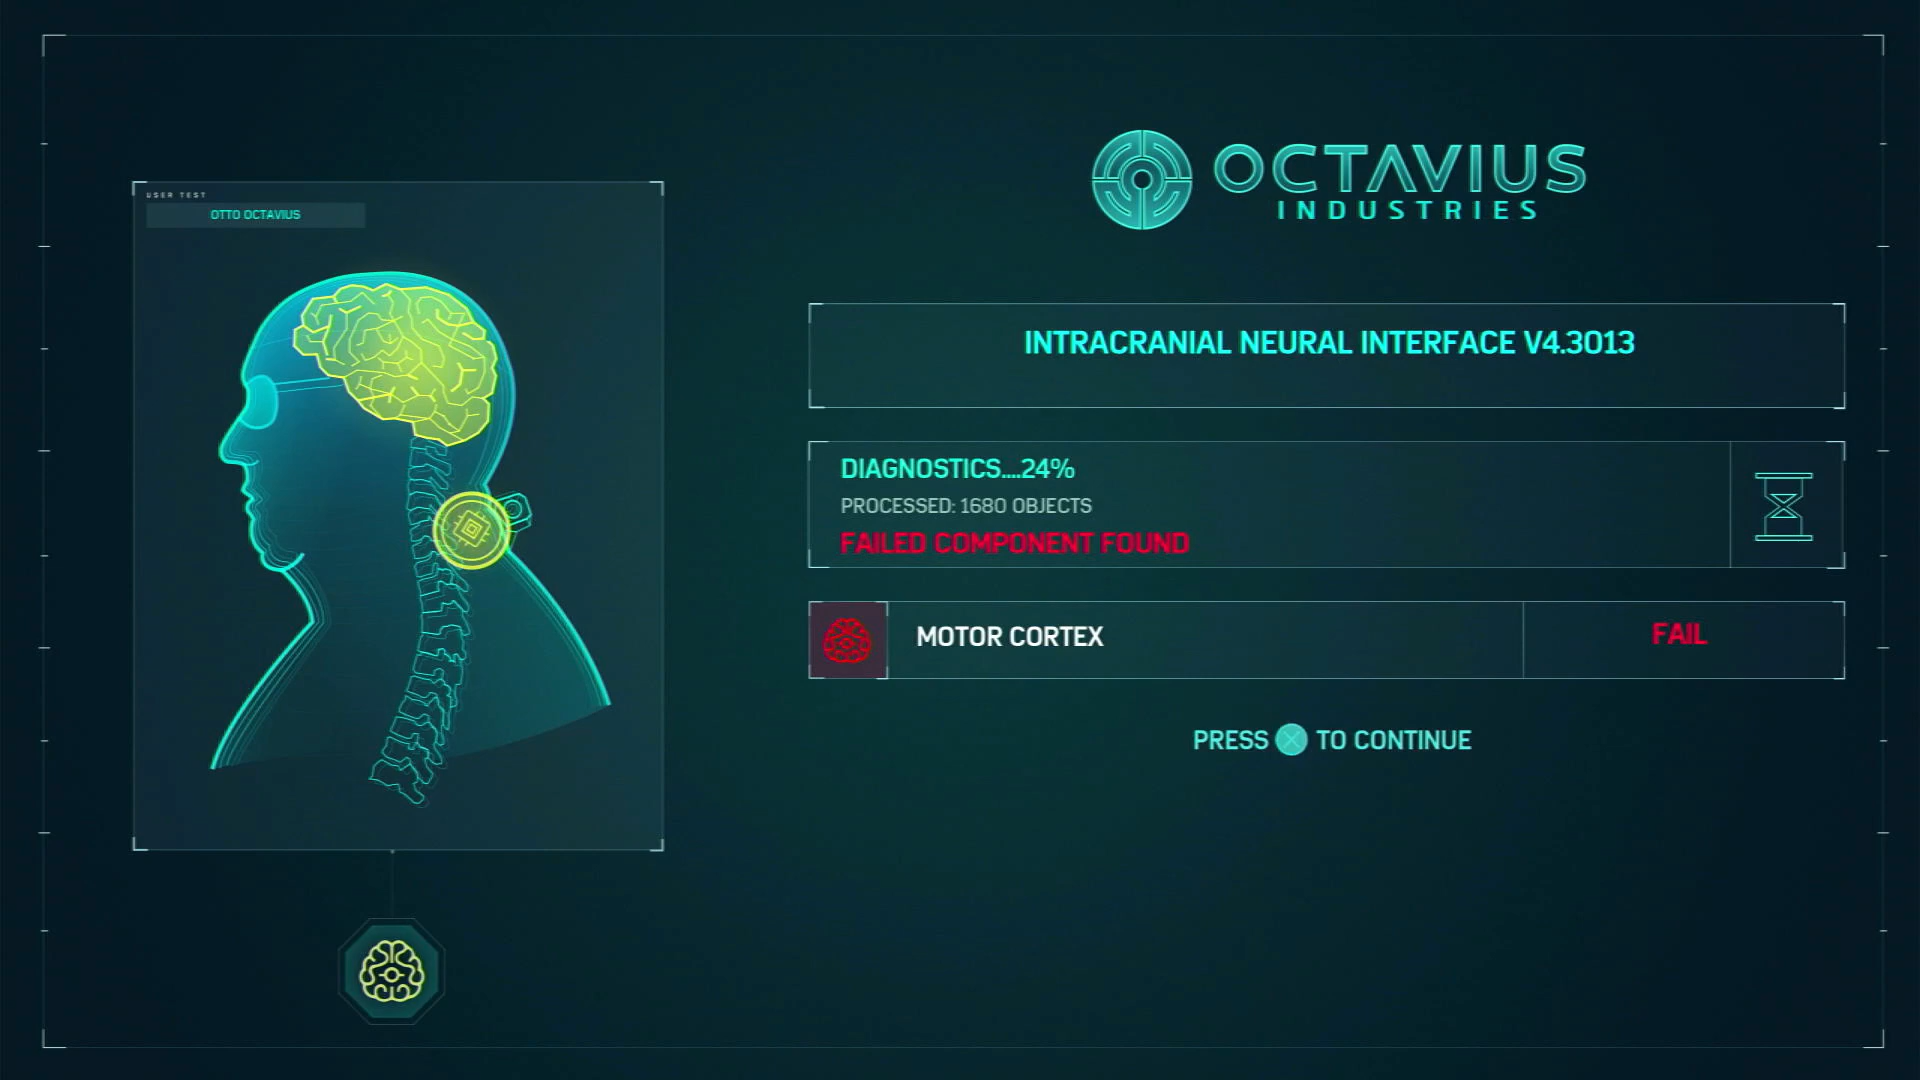 USER TEST
OTTO OCTAVIUS
OCTAVIUS
INDUSTRIES
INTRACRANIAL NEURAL INTERFACE V4.3013
DIAGNOSTICS....24%
PROCESSED: 1680 OBJECTS
FAILED COMPONENT FOUND
MOTOR CORTEX
FAIL
PRESS TO CONTINUE